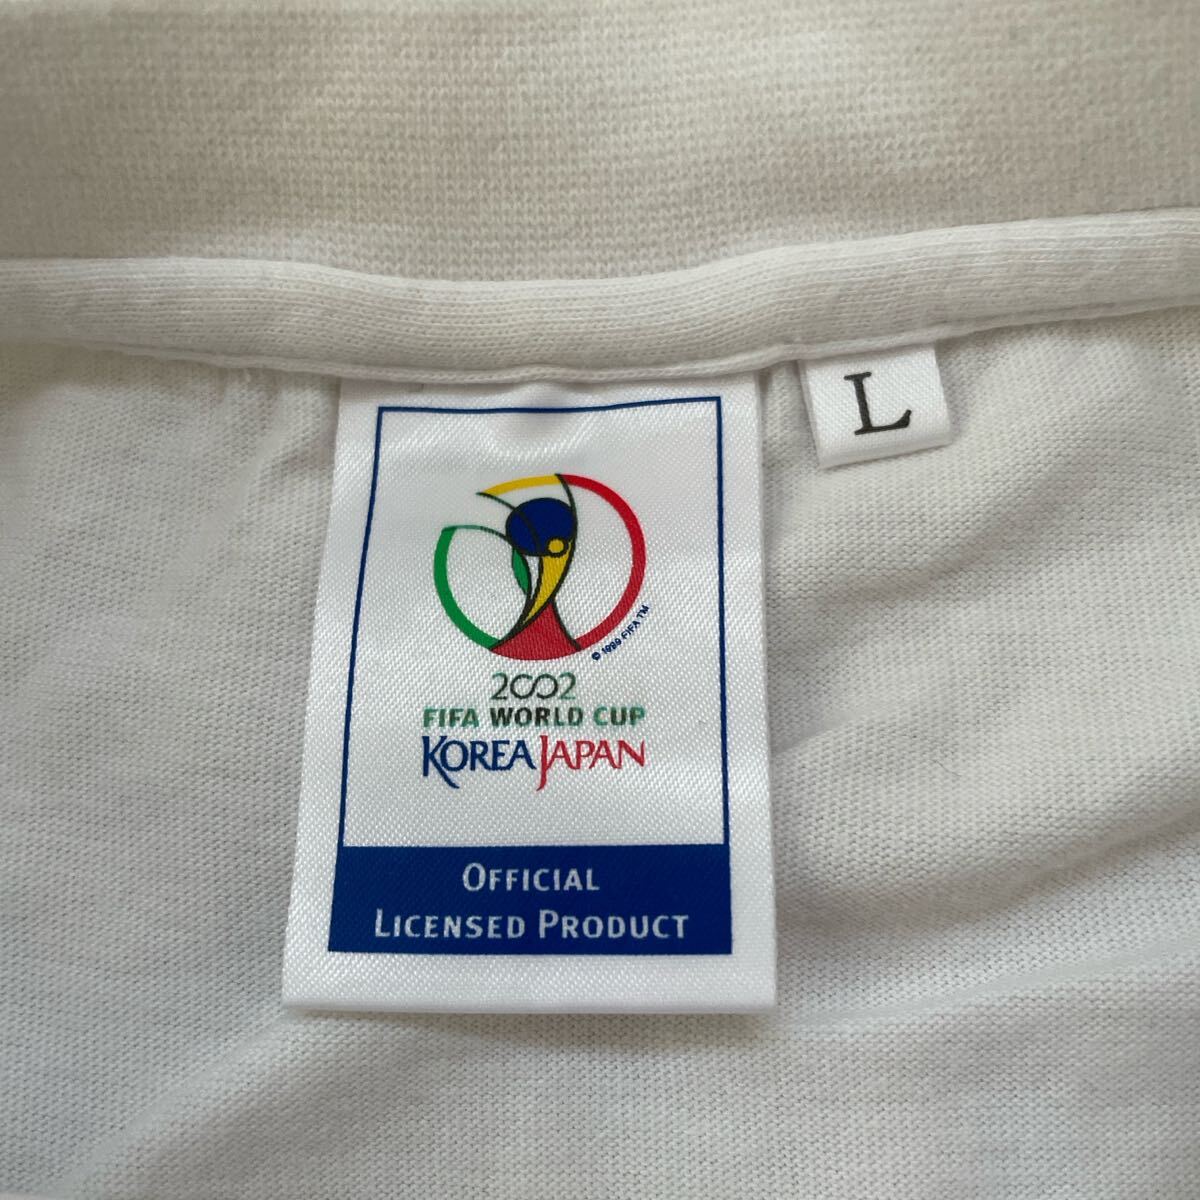 L
© 1999 FIFA TM
2002
FIFA WORLD CUP
KOREA JAPAN
OFFICIAL
LICENSED PRODUCT